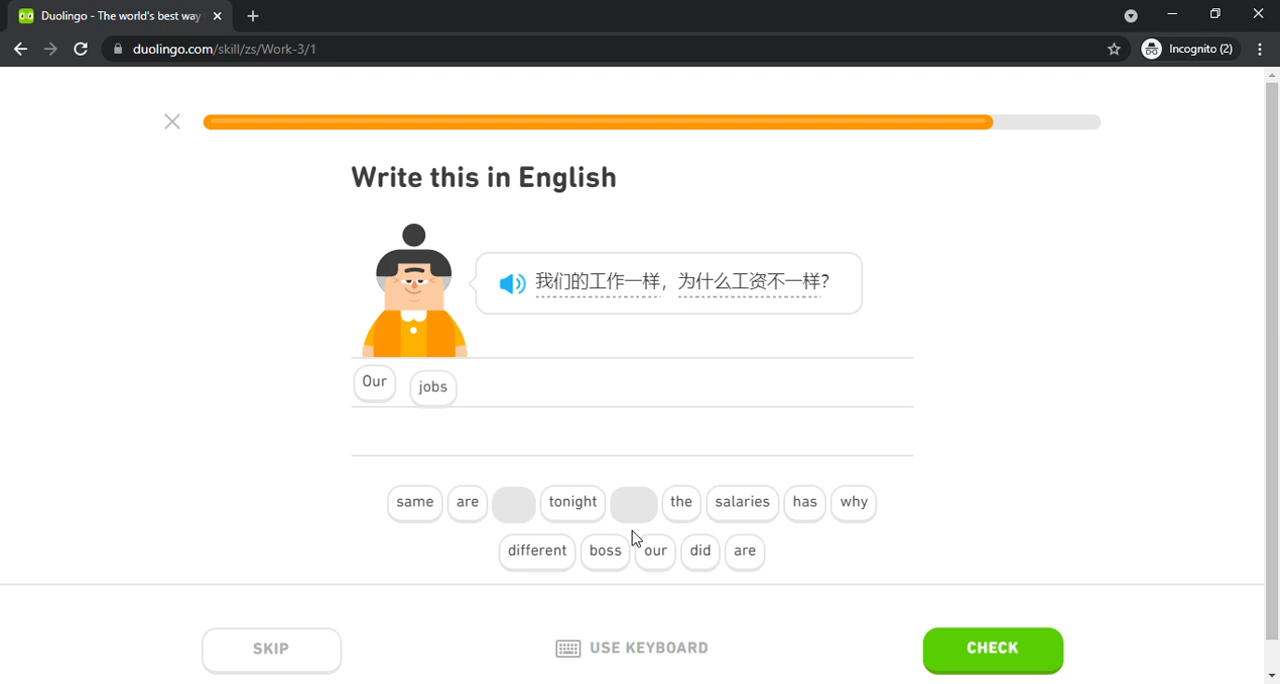 Duolingo - The world's best way
duolingo.com/skill/zs/Work-3/1
Incognito (2)
Write this in English
我们的工作一样，为什么工资不一样？
Our jobs
same are tonight the salaries has why
different boss our did are
SKIP USE KEYBOARD CHECK